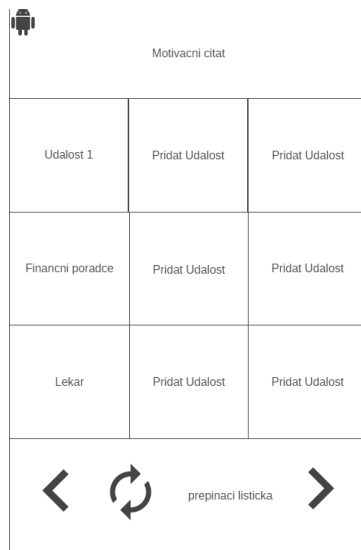 Motivacni citat
Udalost 1
Pridat Udalost
Pridat Udalost
Financni poradce
Pridat Udalost
Pridat Udalost
Lekar
Pridat Udalost
Pridat Udalost
prepinaci listicka